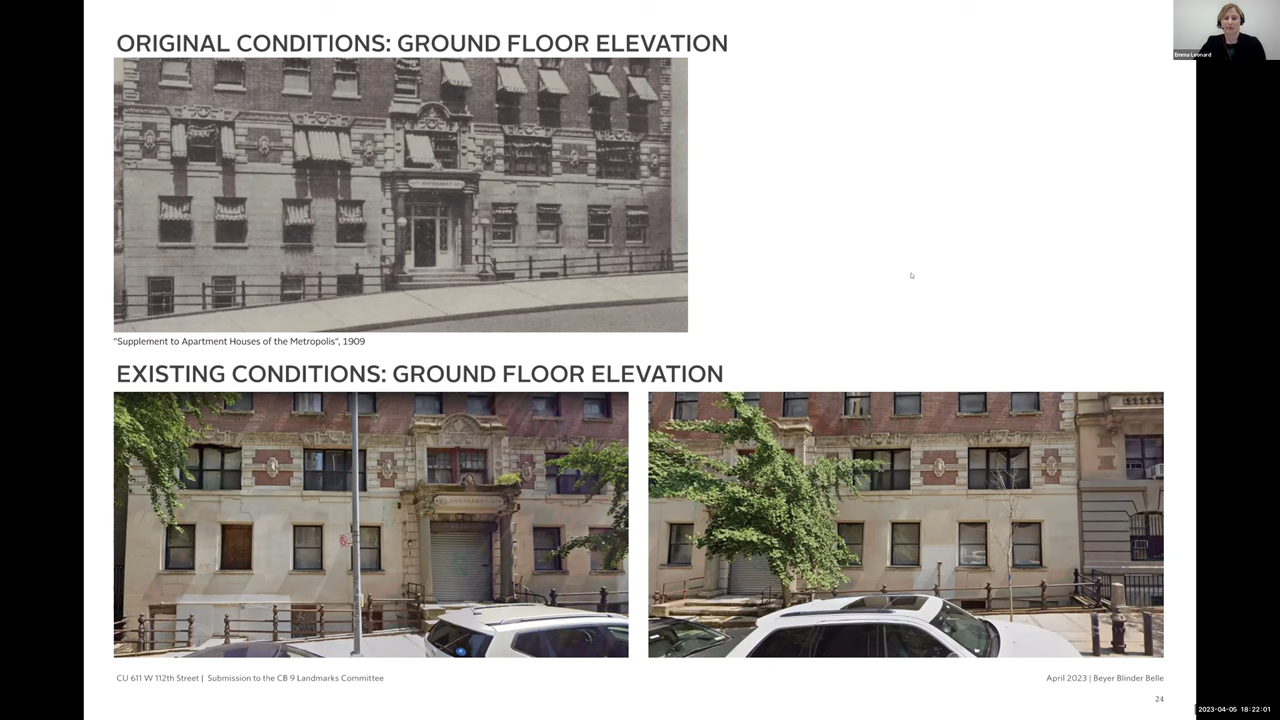 ORIGINAL CONDITIONS: GROUND FLOOR ELEVATION
Emma Leonard
"Supplement to Apartment Houses of the Metropolis", 1909
EXISTING CONDITIONS: GROUND FLOOR ELEVATION
CU 611 W 112th Street | Submission to the CB 9 Landmarks Committee
April 2023 | Beyer Blinder Belle
24
2023-04-05 18:22:01